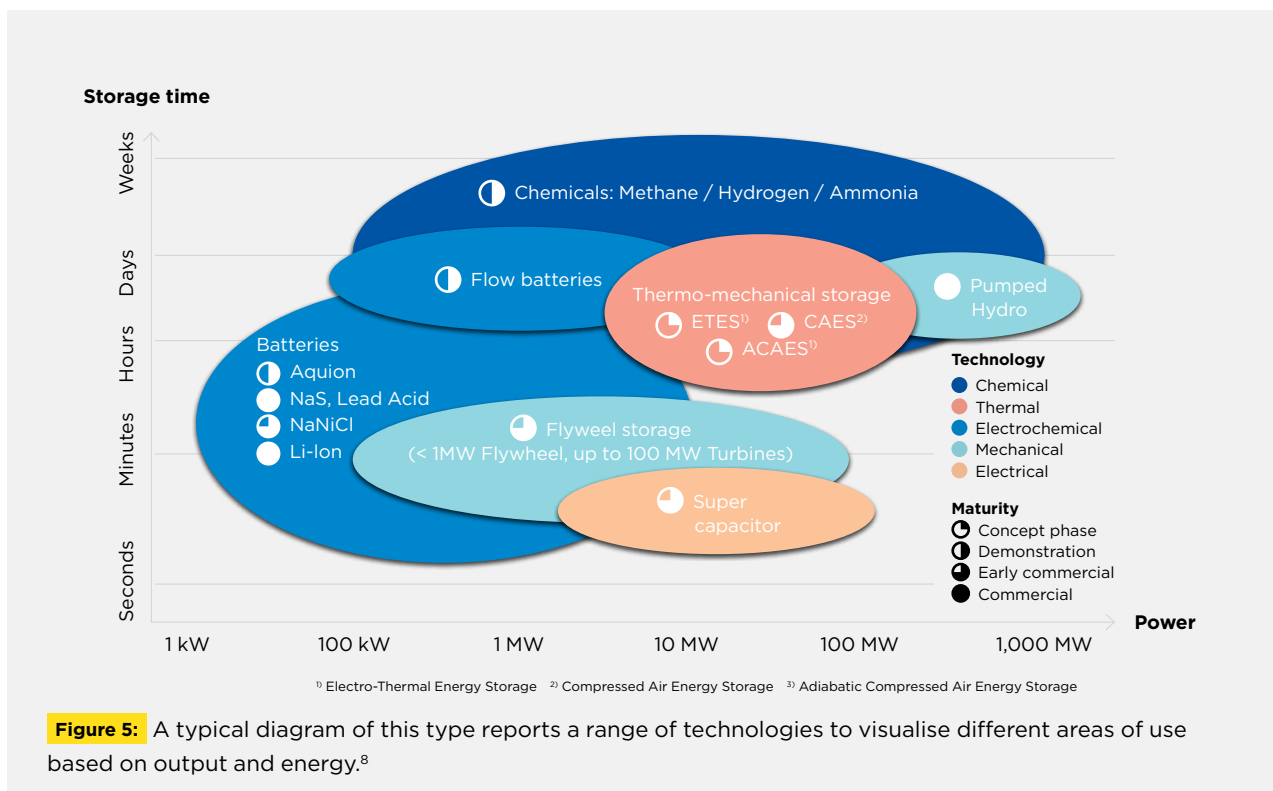 Storage time
Weeks
Days
Hours
Minutes
Seconds
Chemicals: Methane / Hydrogen / Ammonia
Flow batteries
Thermo-mechanical storage
ETES1) CAES2)
ACAES1)
Pumped
Hydro
Batteries
Aquion
NaS, Lead Acid
NaNiCl
Li-Ion
Flyweel storage
(< 1MW Flywheel, up to 100 MW Turbines)
Super
capacitor
Technology
Chemical
Thermal
Electrochemical
Mechanical
Electrical
Maturity
Concept phase
Demonstration
Early commercial
Commercial
Power
1 kW 100 kW 1 MW 10 MW 100 MW 1,000 MW
1) Electro-Thermal Energy Storage 2) Compressed Air Energy Storage 3) Adiabatic Compressed Air Energy Storage
Figure 5: A typical diagram of this type reports a range of technologies to visualise different areas of use
based on output and energy.8